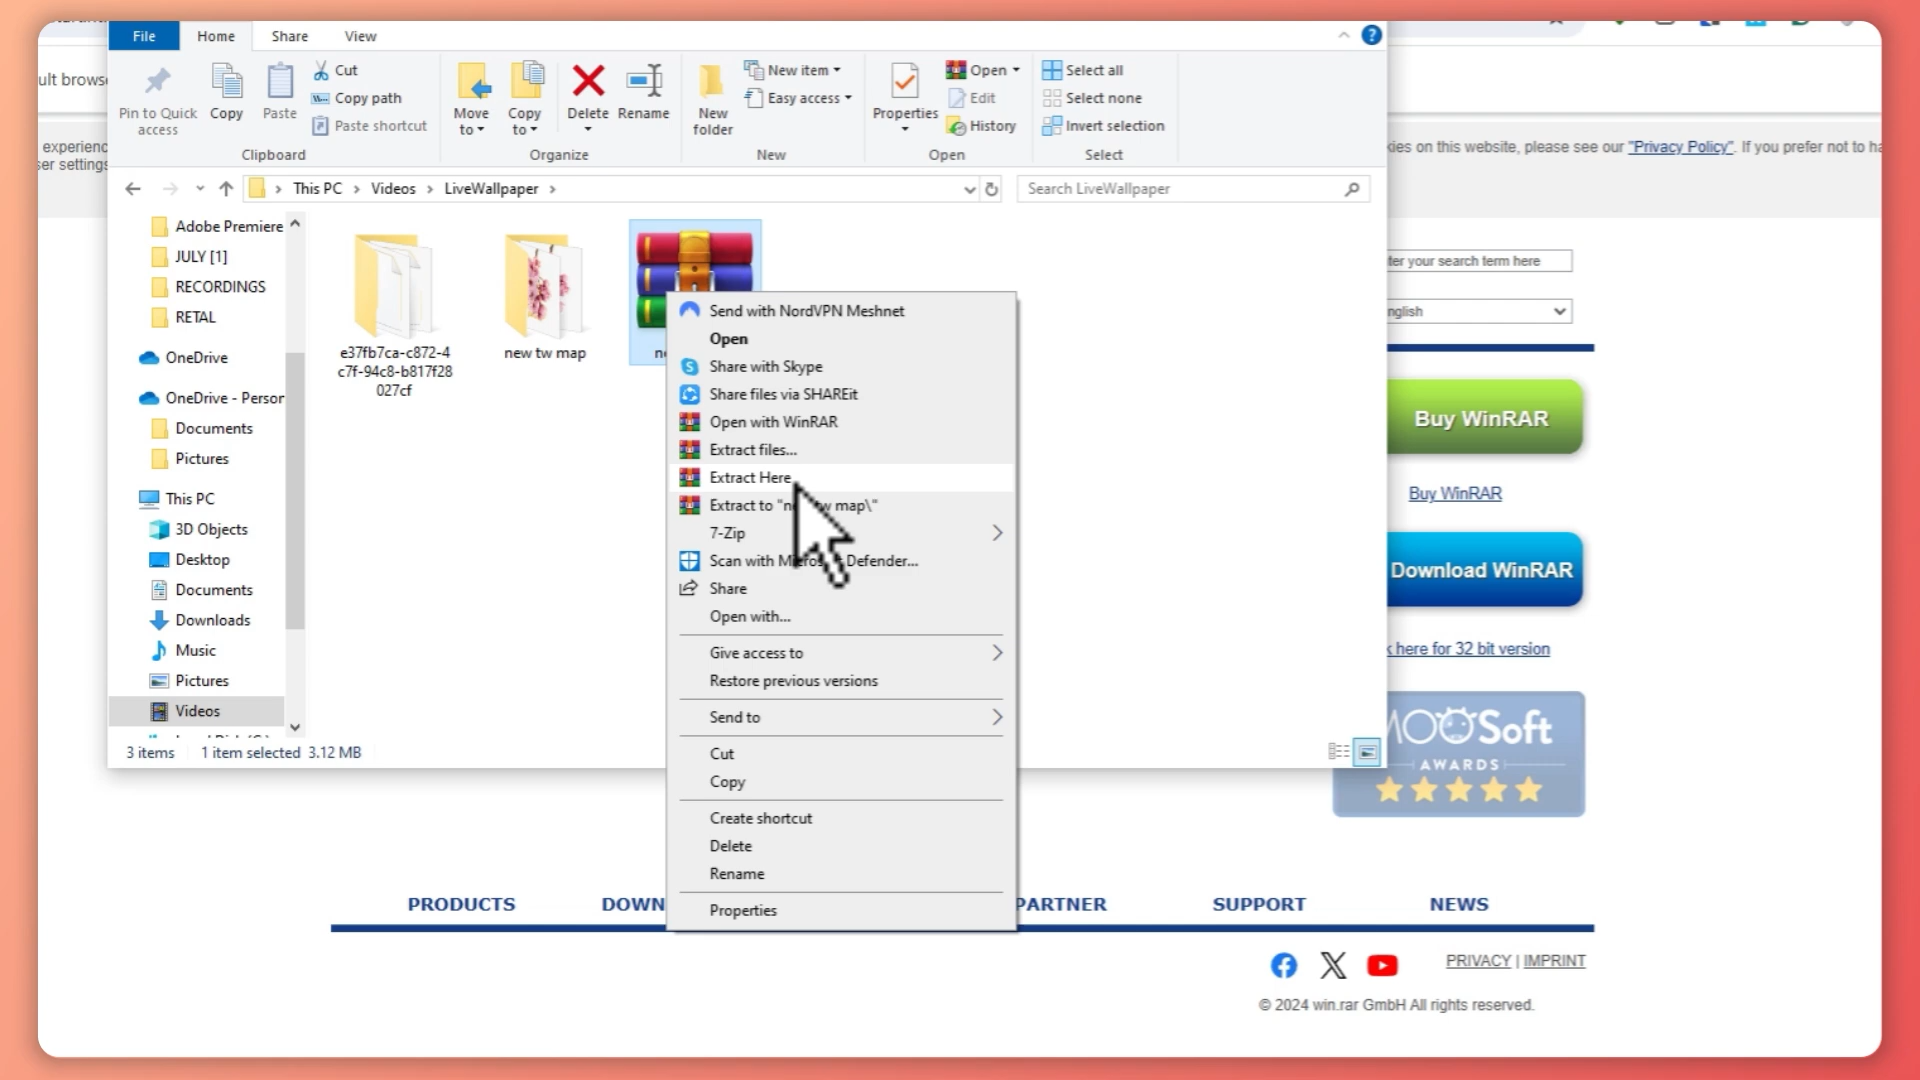 File
Home
Share
View
Pin to Quick access
Copy
Paste
Cut
Copy path
Paste shortcut
Clipboard
Move to
Copy to
Delete
Rename
Organize
New folder
New item
Easy access
New
Properties
Open
Edit
History
Open
Select all
Select none
Invert selection
Select
This PC > Videos > LiveWallpaper >
Search LiveWallpaper
Adobe Premiere
JULY [1]
RECORDINGS
RETAL
OneDrive
OneDrive - Person
Documents
Pictures
This PC
3D Objects
Desktop
Documents
Downloads
Music
Pictures
Videos
e37fb7ca-c872-4
c7f-94c8-b817f28
027cf
new tw map
Send with NordVPN Meshnet
Open
Share with Skype
Share files via SHAREit
Open with WinRAR
Extract files...
Extract Here
Extract to "n w map\"
7-Zip
Scan with Micros Defender...
Share
Open with...
Give access to
Restore previous versions
Send to
Cut
Copy
Create shortcut
Delete
Rename
Properties
3 items
1 item selected 3.12 MB
ult brows
experienc
ser settings
kies on this website, please see our "Privacy Policy". If you prefer not to ha
ter your search term here
nglish
Buy WinRAR
Buy WinRAR
Download WinRAR
k here for 32 bit version
MOOSoft
AWARDS
PRODUCTS
DOWN
PARTNER
SUPPORT
NEWS
PRIVACY | IMPRINT
© 2024 win.rar GmbH All rights reserved.